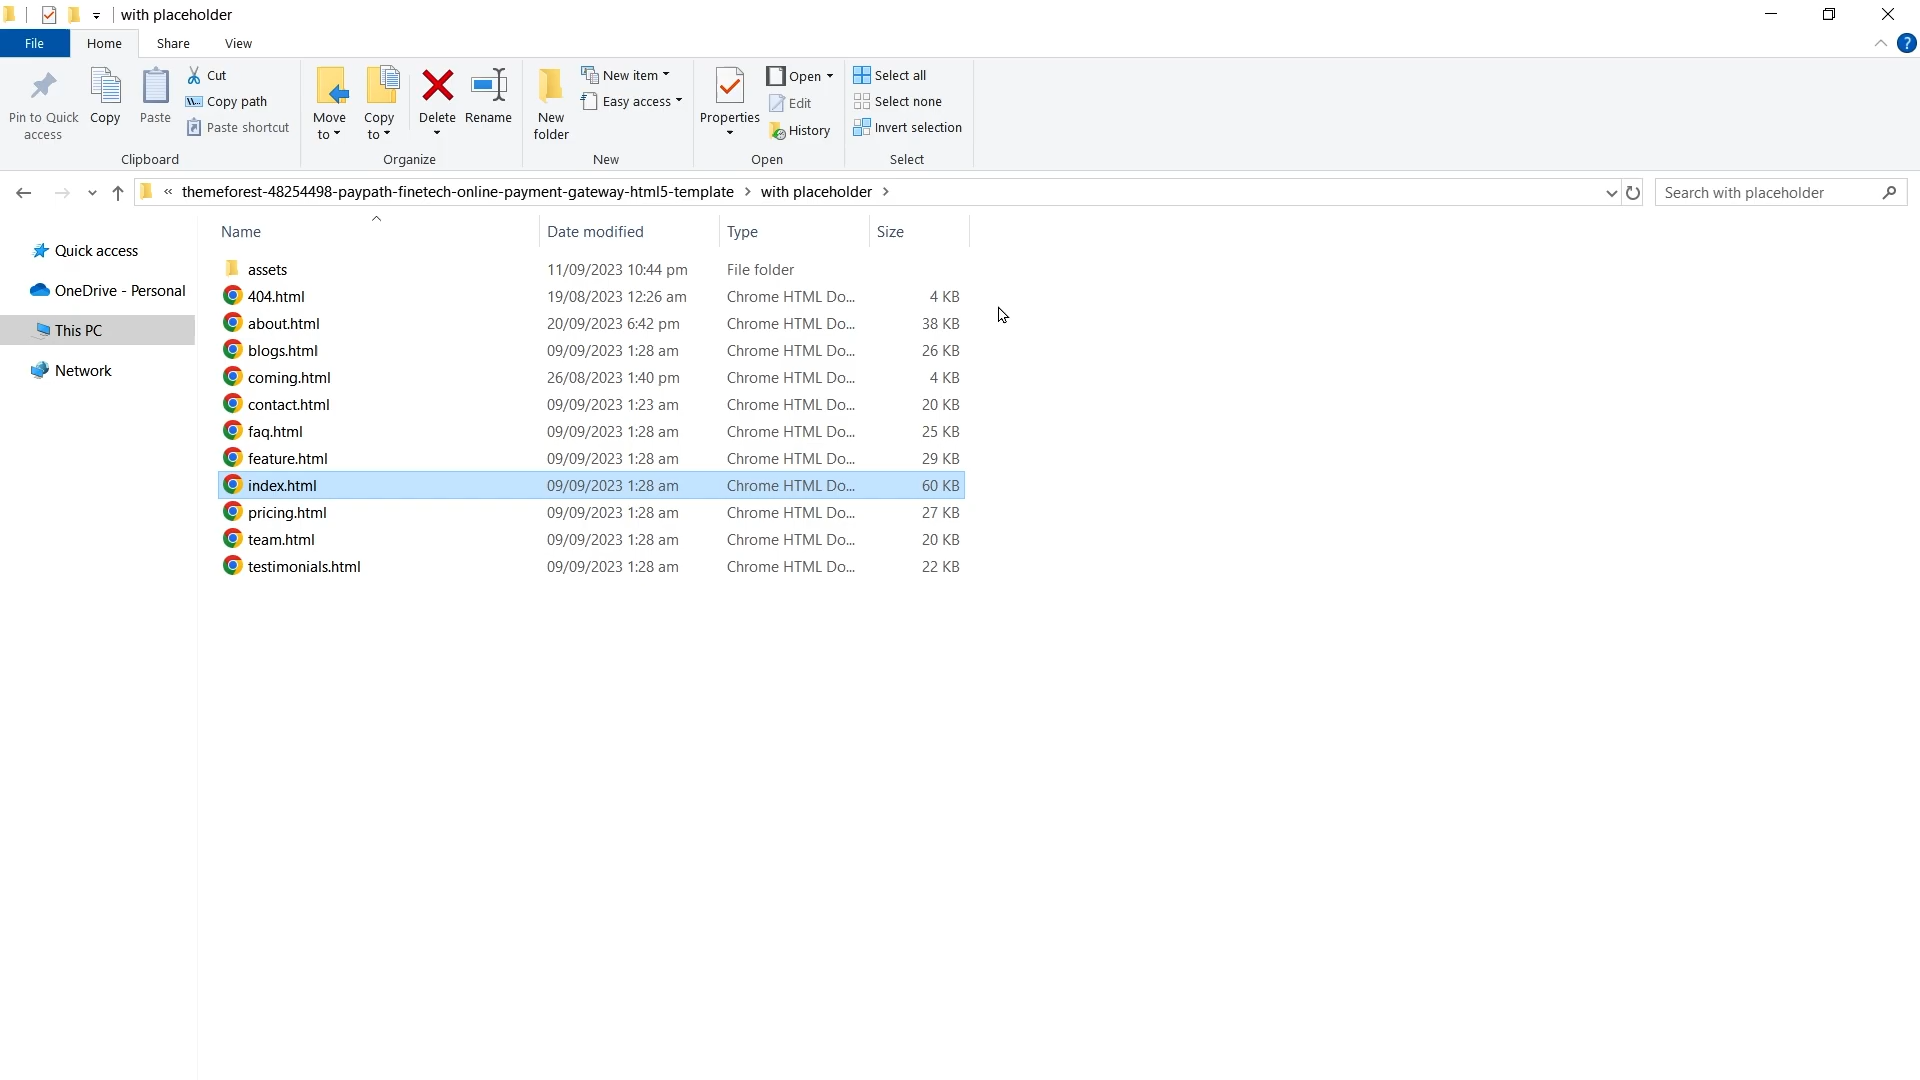 with placeholder
File Home Share View
?
Pin to Quick access
Copy
Paste
Cut
Copy path
Paste shortcut
Clipboard
Move to
Copy to
Delete
Rename
Organize
New folder
New item
Easy access
New
Properties
Open
Edit
History
Open
Select all
Select none
Invert selection
Select
« themeforest-48254498-paypath-finetech-online-payment-gateway-html5-template > with placeholder >
Search with placeholder
Quick access
OneDrive - Personal
This PC
Network
Name Date modified Type Size
assets 11/09/2023 10:44 pm File folder
404.html 19/08/2023 12:26 am Chrome HTML Do... 4 KB
about.html 20/09/2023 6:42 pm Chrome HTML Do... 38 KB
blogs.html 09/09/2023 1:28 am Chrome HTML Do... 26 KB
coming.html 26/08/2023 1:40 pm Chrome HTML Do... 4 KB
contact.html 09/09/2023 1:23 am Chrome HTML Do... 20 KB
faq.html 09/09/2023 1:28 am Chrome HTML Do... 25 KB
feature.html 09/09/2023 1:28 am Chrome HTML Do... 29 KB
index.html 09/09/2023 1:28 am Chrome HTML Do... 60 KB
pricing.html 09/09/2023 1:28 am Chrome HTML Do... 27 KB
team.html 09/09/2023 1:28 am Chrome HTML Do... 20 KB
testimonials.html 09/09/2023 1:28 am Chrome HTML Do... 22 KB